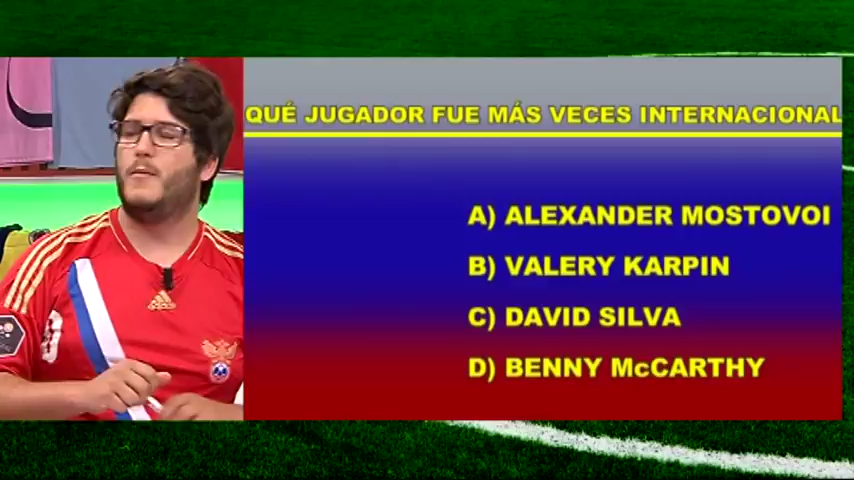 QUÉ JUGADOR FUE MÁS VECES INTERNACIONAL
A) ALEXANDER MOSTOVOI
B) VALERY KARPIN
C) DAVID SILVA
D) BENNY McCARTHY